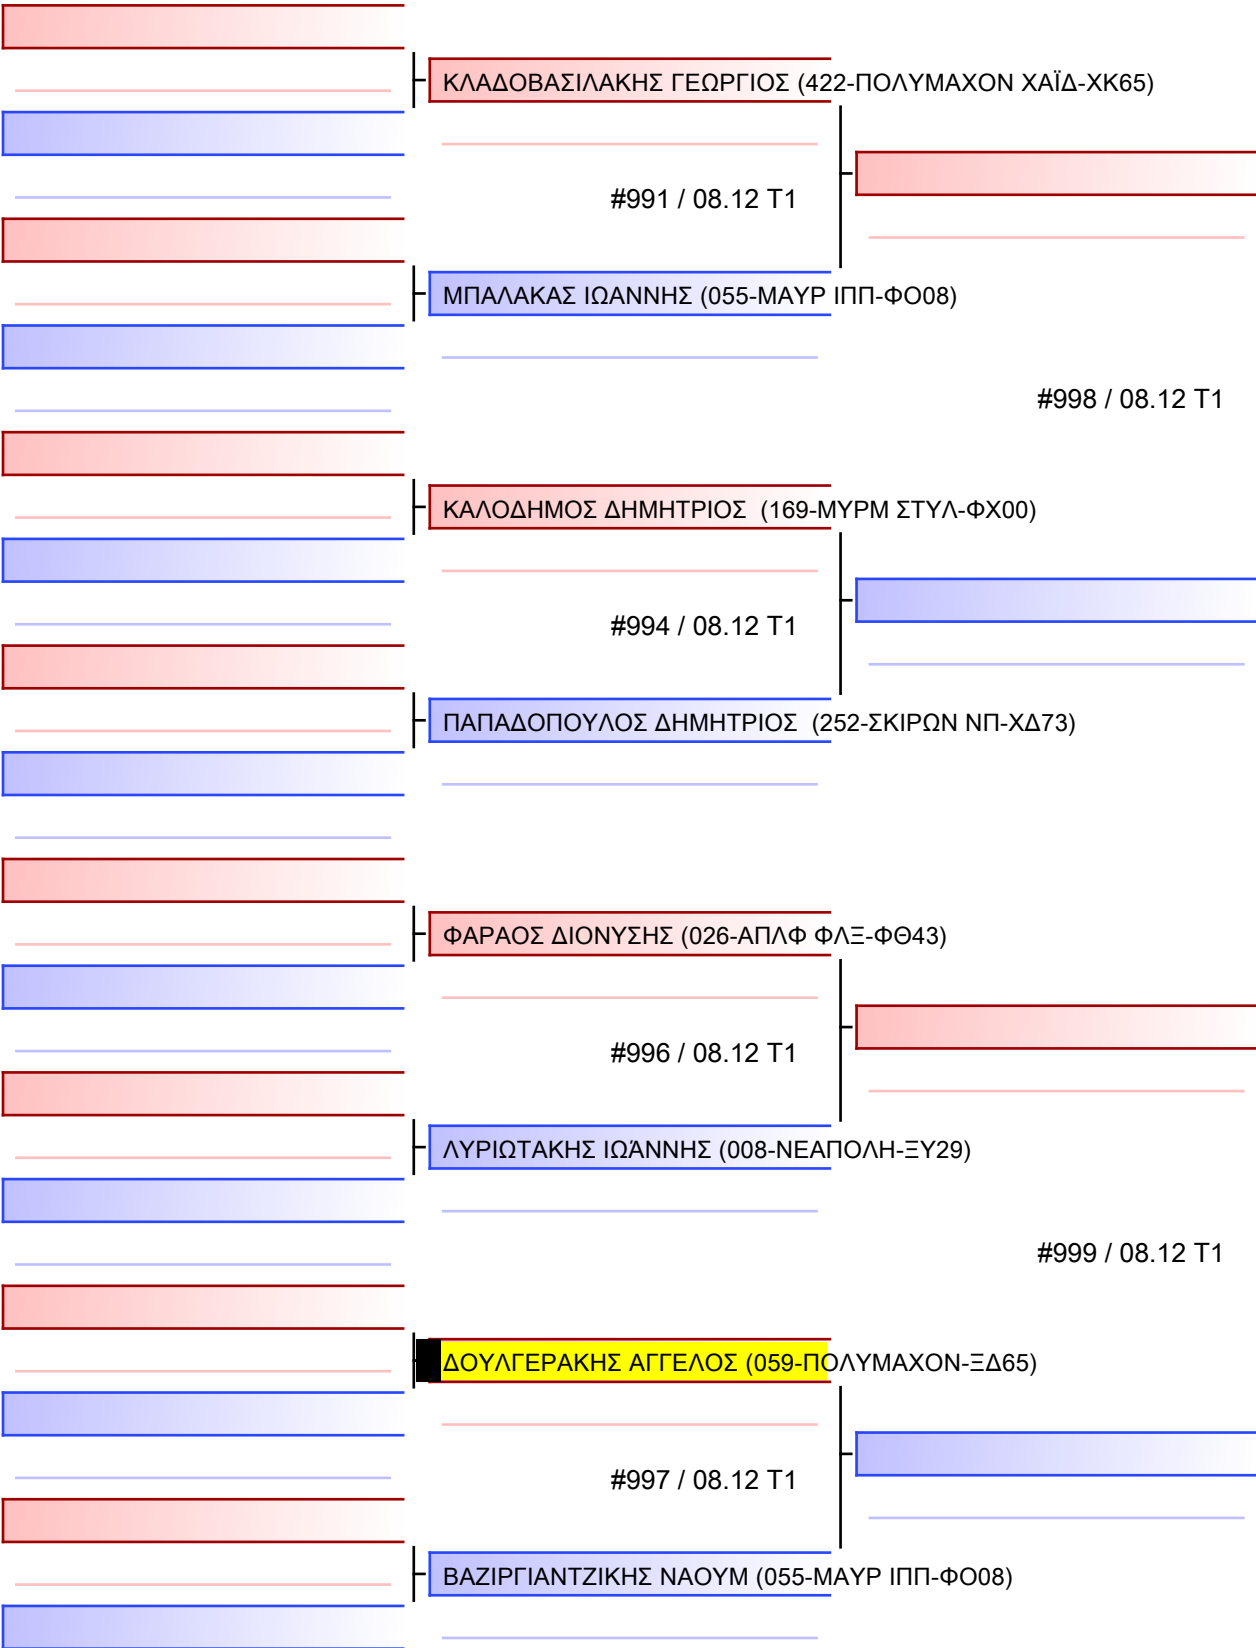 ΚΛΑΔΟΒΑΣΙΛΑΚΗΣ ΓΕΩΡΓΙΟΣ (422-ΠΟΛΥΜΑΧΟΝ ΧΑΪΔ-ΧΚ65)
#991 / 08.12 T1
ΜΠΑΛΑΚΑΣ ΙΩΑΝΝΗΣ (055-ΜΑΥΡ ΙΠΠ-ΦΟ08)
#998 / 08.12 T1
ΚΑΛΟΔΗΜΟΣ ΔΗΜΗΤΡΙΟΣ (169-ΜΥΡΜ ΣΤΥΛ-ΦΧ00)
#994 / 08.12 T1
ΠΑΠΑΔΟΠΟΥΛΟΣ ΔΗΜΗΤΡΙΟΣ (252-ΣΚΙΡΩΝ ΝΠ-ΧΔ73)
ΦΑΡΑΟΣ ΔΙΟΝΥΣΗΣ (026-ΑΠΛΦ ΦΛΞ-ΦΘ43)
#996 / 08.12 T1
ΛΥΡΙΩΤΑΚΗΣ ΙΩΆΝΝΗΣ (008-ΝΕΑΠΟΛΗ-ΞΥ29)
#999 / 08.12 T1
ΔΟΥΛΓΕΡΑΚΗΣ ΑΓΓΕΛΟΣ (059-ΠΟΛΥΜΑΧΟΝ-ΞΔ65)
#997 / 08.12 T1
ΒΑΖΙΡΓΙΑΝΤΖΙΚΗΣ ΝΑΟΥΜ (055-ΜΑΥΡ ΙΠΠ-ΦΟ08)